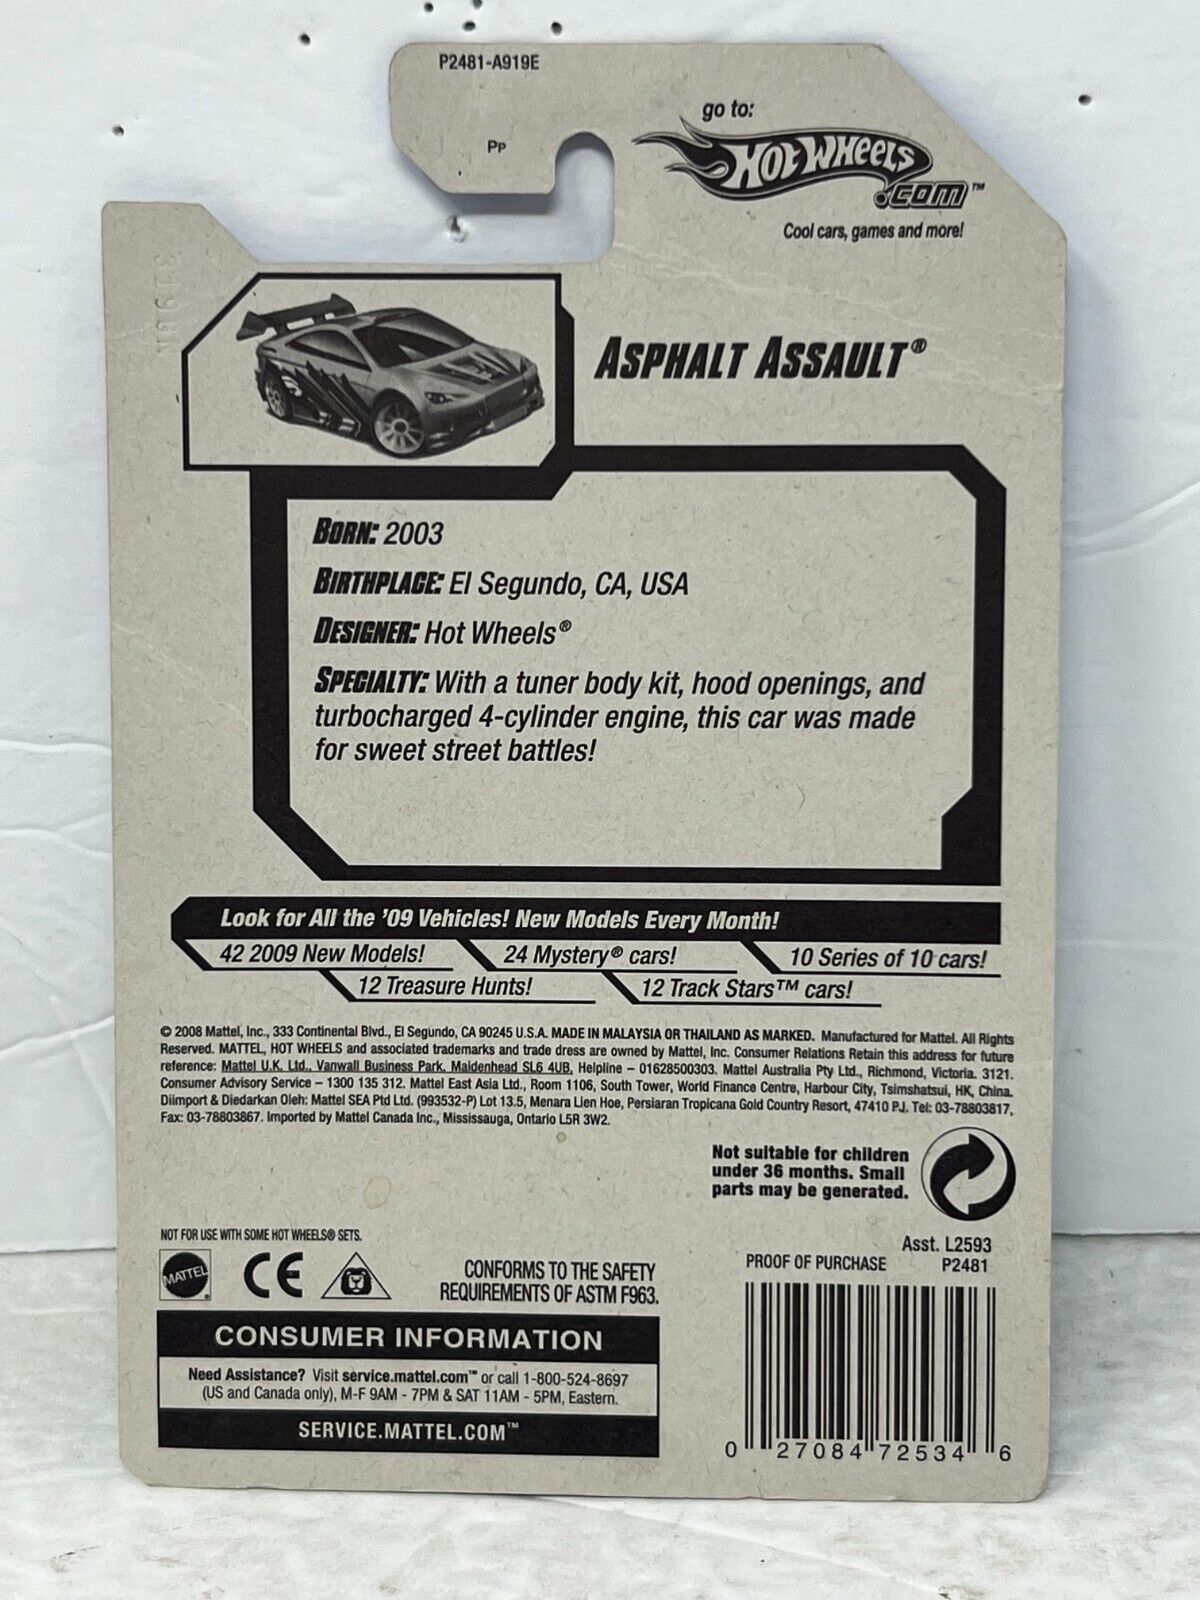 P2481-A919E
Pp
go to:
HOT WHEELS
.COM™
Cool cars, games and more!
ASPHALT ASSAULT®
BORN: 2003
BIRTHPLACE: El Segundo, CA, USA
DESIGNER: Hot Wheels®
SPECIALTY: With a tuner body kit, hood openings, and
turbocharged 4-cylinder engine, this car was made
for sweet street battles!
Look for All the '09 Vehicles! New Models Every Month!
42 2009 New Models! 24 Mystery® cars! 10 Series of 10 cars!
12 Treasure Hunts! 12 Track Stars™ cars!
© 2008 Mattel, Inc., 333 Continental Blvd., El Segundo, CA 90245 U.S.A. MADE IN MALAYSIA OR THAILAND AS MARKED. Manufactured for Mattel. All Rights
Reserved. MATTEL, HOT WHEELS and associated trademarks and trade dress are owned by Mattel, Inc. Consumer Relations Retain this address for future
reference: Mattel U.K. Ltd., Vanwall Business Park, Maidenhead SL6 4UB, Helpline – 01628500303. Mattel Australia Pty Ltd., Richmond, Victoria. 3121.
Consumer Advisory Service – 1300 135 312. Mattel East Asia Ltd., Room 1106, South Tower, World Finance Centre, Harbour City, Tsimshatsui, HK, China.
Diimport & Diedarkan Oleh: Mattel SEA Ptd Ltd. (993532-P) Lot 13.5, Menara Lien Hoe, Persiaran Tropicana Gold Country Resort, 47410 PJ. Tel: 03-78803817,
Fax: 03-78803867. Imported by Mattel Canada Inc., Mississauga, Ontario L5R 3W2.
Not suitable for children
under 36 months. Small
parts may be generated.
NOT FOR USE WITH SOME HOT WHEELS® SETS.
MATTEL®
CE
CONFORMS TO THE SAFETY
REQUIREMENTS OF ASTM F963.
Asst. L2593
PROOF OF PURCHASE P2481
CONSUMER INFORMATION
Need Assistance? Visit service.mattel.com™ or call 1-800-524-8697
(US and Canada only), M-F 9AM - 7PM & SAT 11AM - 5PM, Eastern.
SERVICE.MATTEL.COM™
0 27084 72534 6